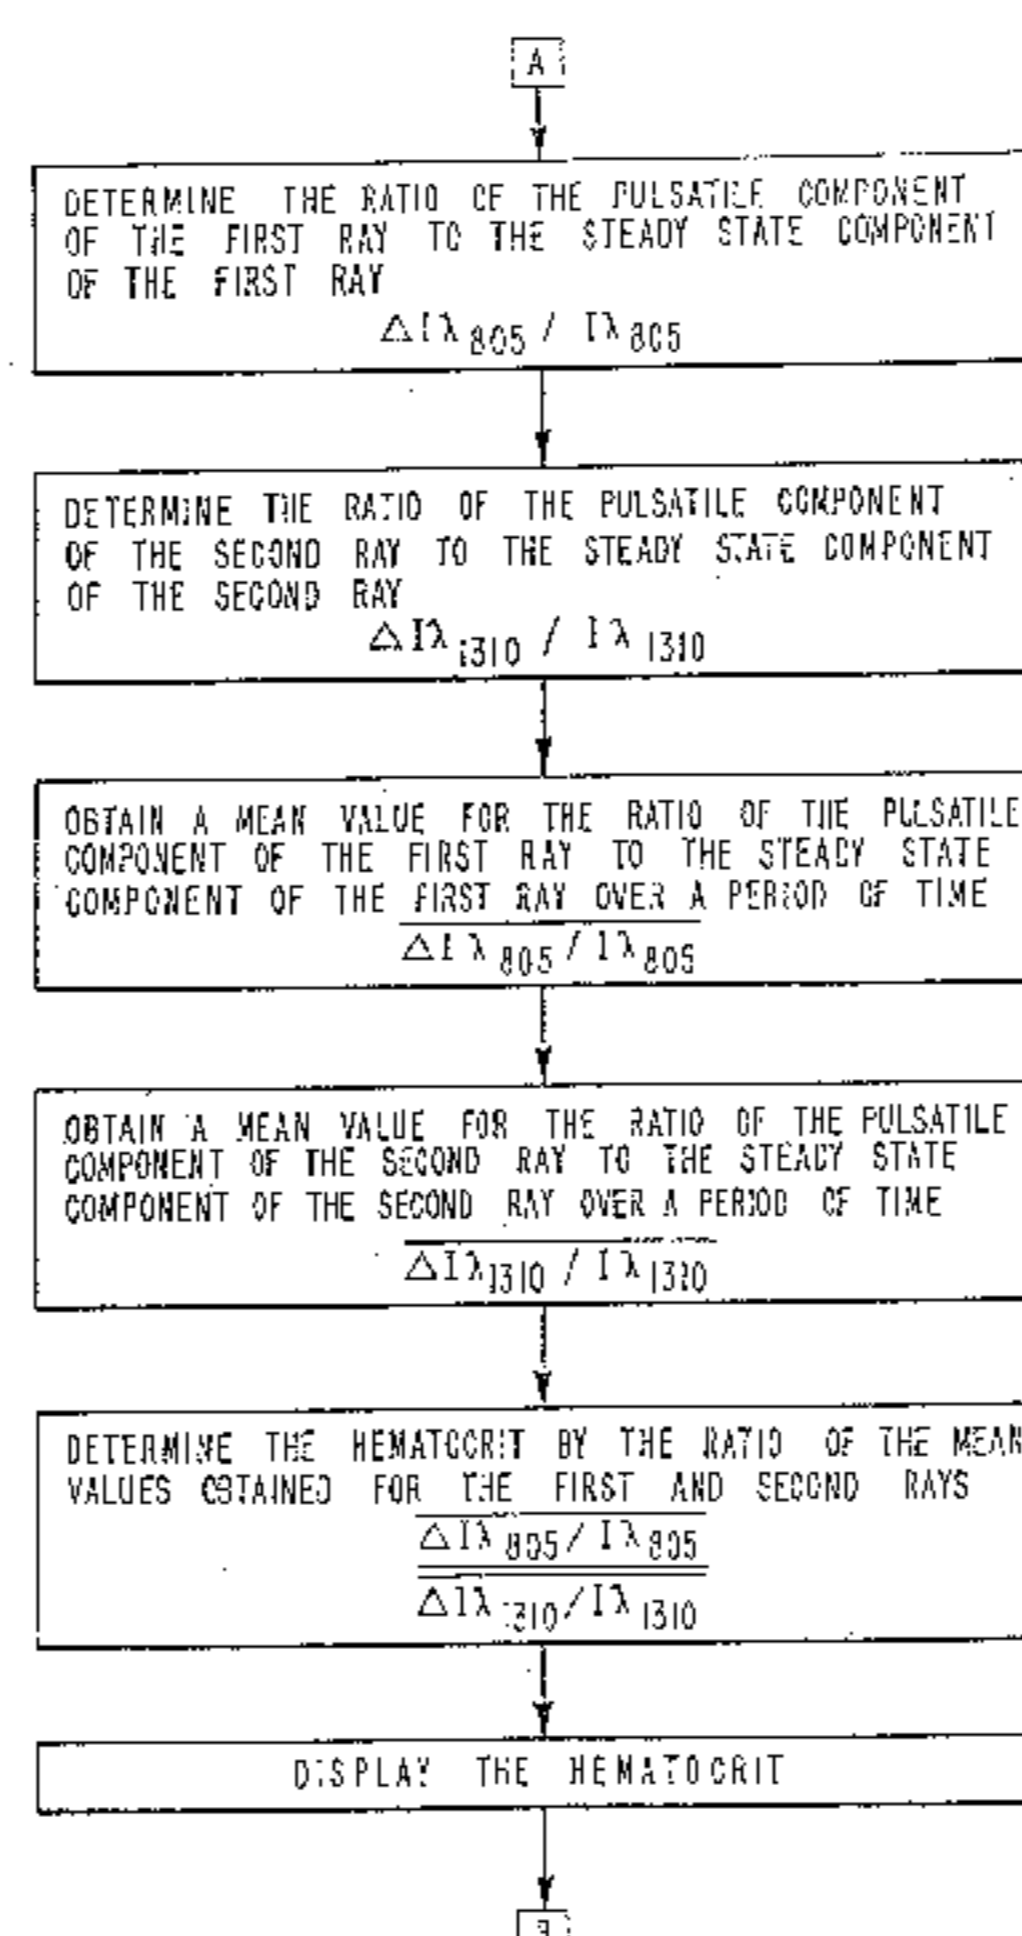 A
DETERMINE THE RATIO OF THE PULSATILE COMPONENT
OF THE FIRST RAY TO THE STEADY STATE COMPONENT
OF THE FIRST RAY
ΔIλ805 / Iλ805
DETERMINE THE RATIO OF THE PULSATILE COMPONENT
OF THE SECOND RAY TO THE STEADY STATE COMPONENT
OF THE SECOND RAY
ΔIλ1310 / Iλ1310
OBTAIN A MEAN VALUE FOR THE RATIO OF THE PULSATILE
COMPONENT OF THE FIRST RAY TO THE STEADY STATE
COMPONENT OF THE FIRST RAY OVER A PERIOD OF TIME
ΔIλ805 / Iλ805
OBTAIN A MEAN VALUE FOR THE RATIO OF THE PULSATILE
COMPONENT OF THE SECOND RAY TO THE STEADY STATE
COMPONENT OF THE SECOND RAY OVER A PERIOD OF TIME
ΔIλ1310 / Iλ1310
DETERMINE THE HEMATOCRIT BY THE RATIO OF THE MEAN
VALUES OBTAINED FOR THE FIRST AND SECOND RAYS
ΔIλ805 / Iλ805
ΔIλ1310 / Iλ1310
DISPLAY THE HEMATOCRIT